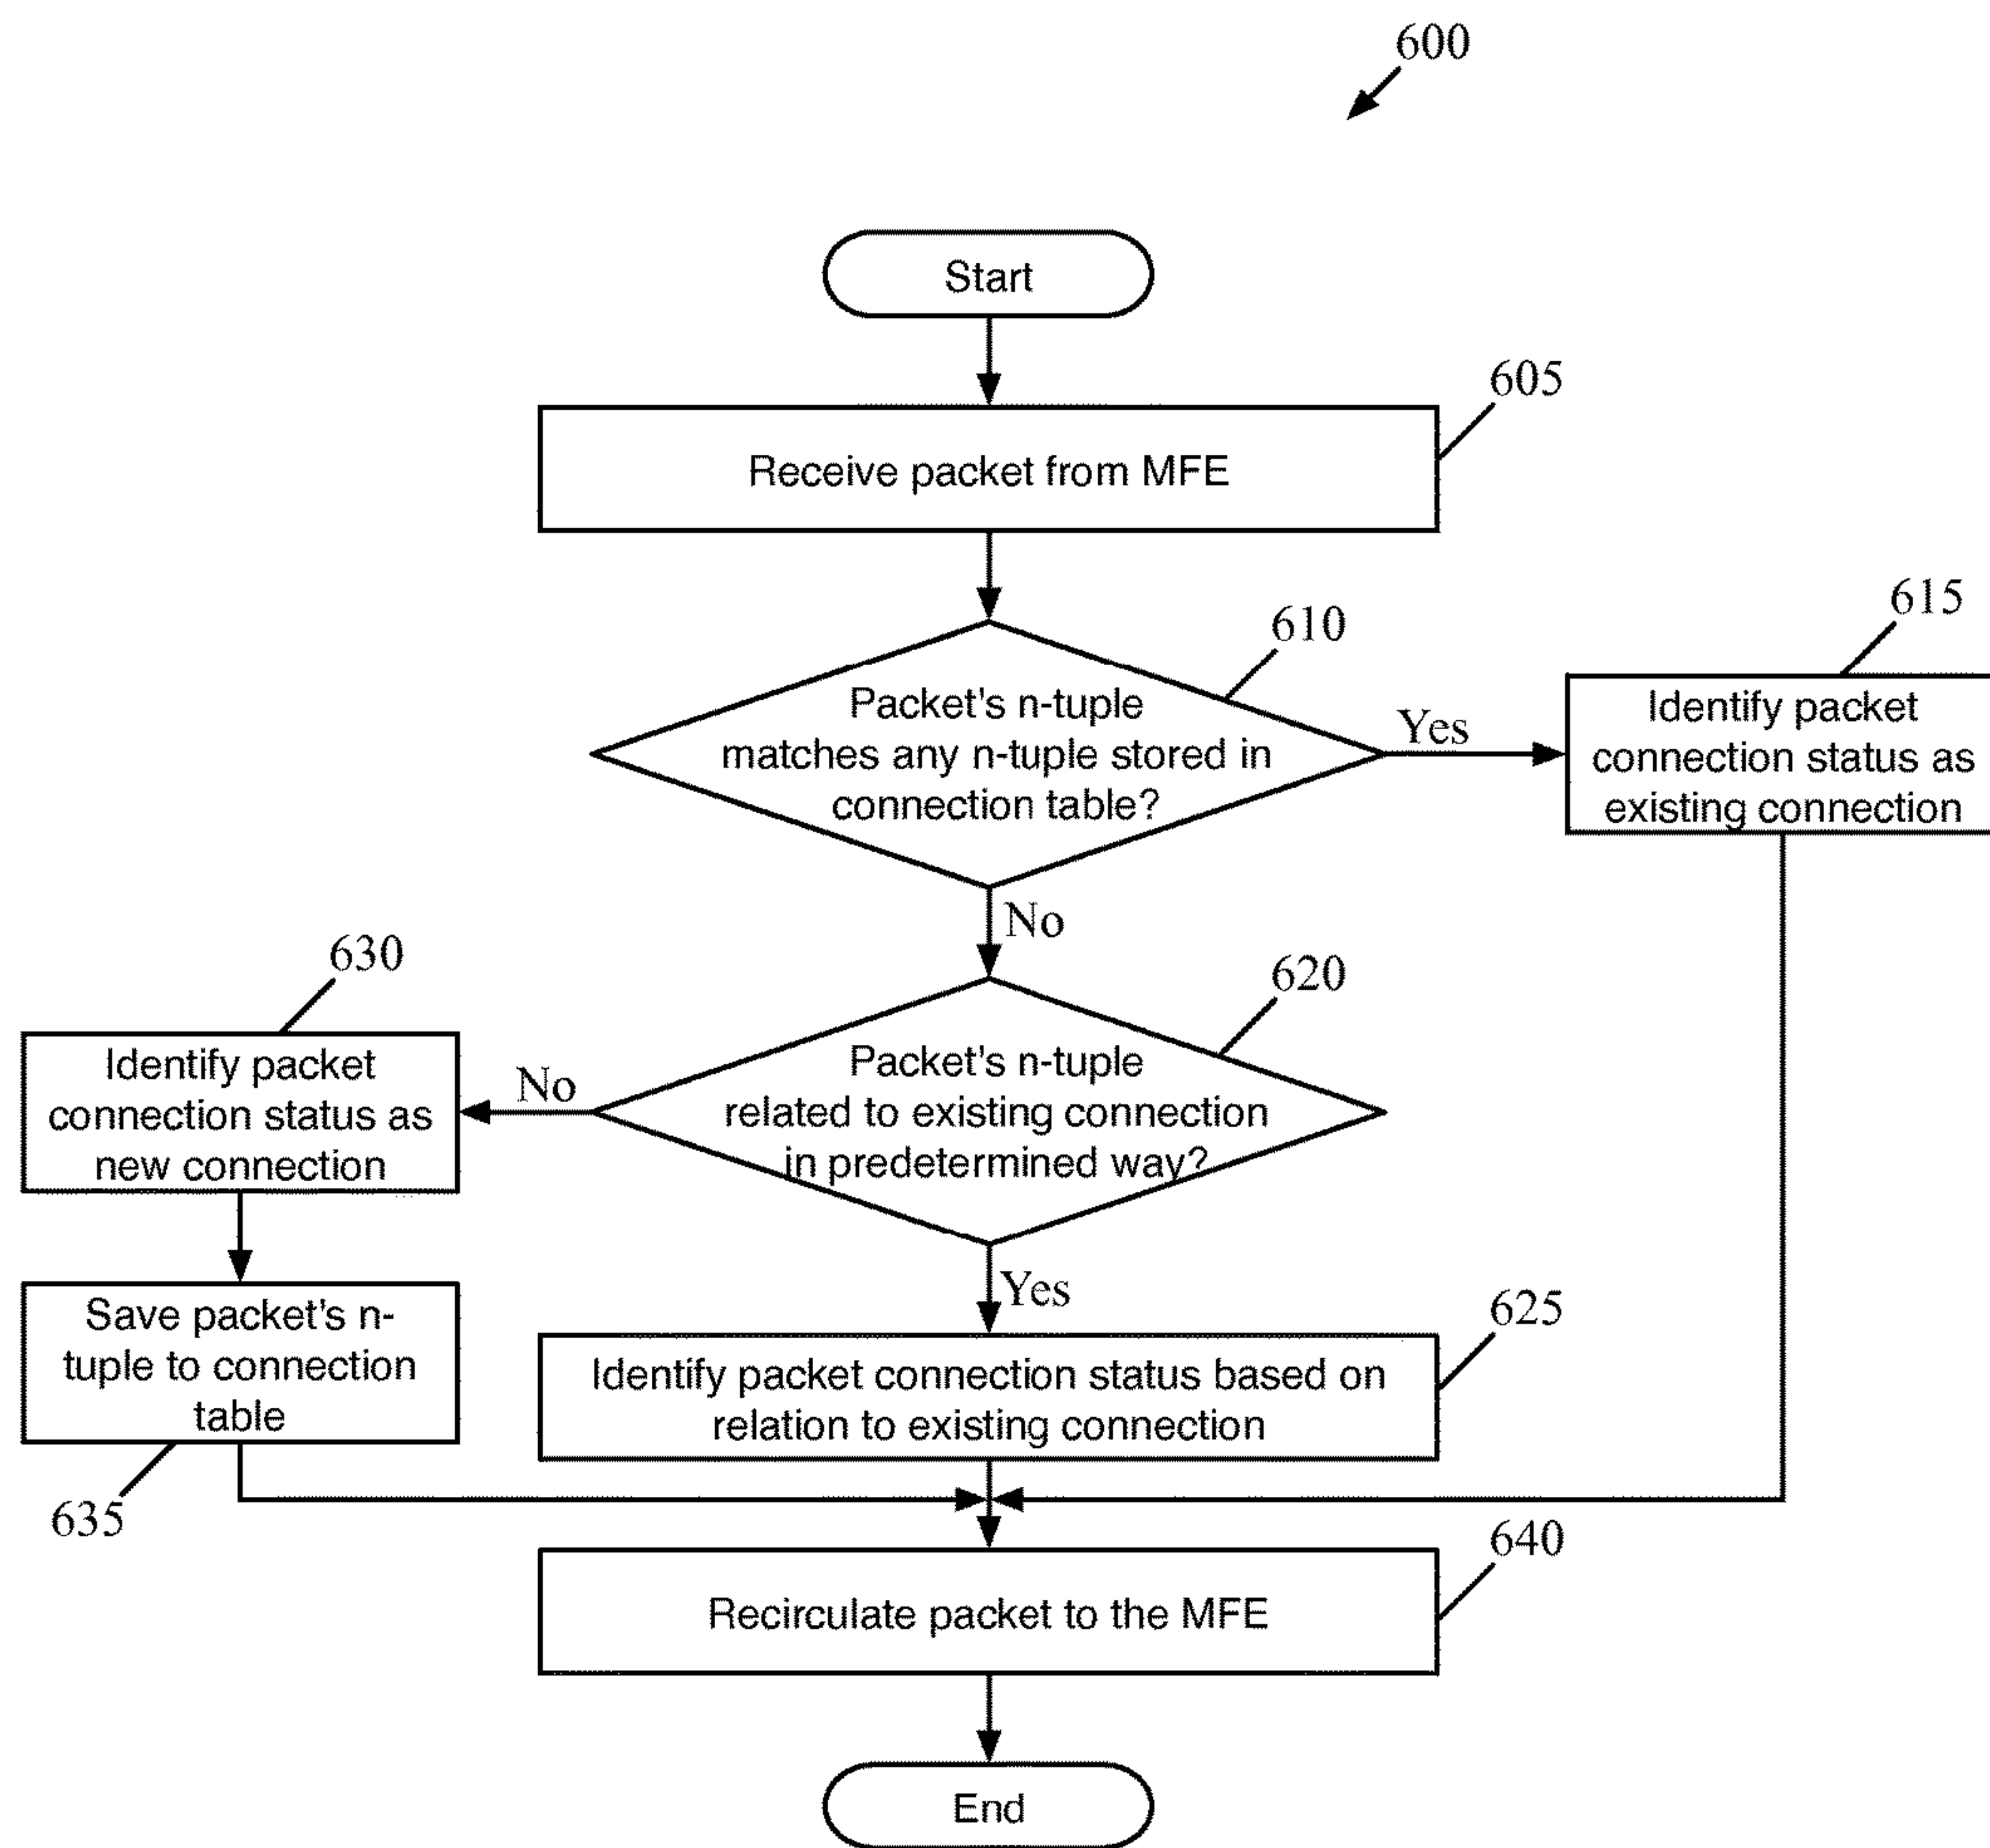 600
Start
605
Receive packet from MFE
610
615
Packet's n-tuple
matches any n-tuple stored in
connection table?
Yes
Identify packet
connection status as
existing connection
No
630
620
Identify packet
connection status as
new connection
No
Packet's n-tuple
related to existing connection
in predetermined way?
Yes
Save packet's n-
tuple to connection
table
625
Identify packet connection status based on
relation to existing connection
635
640
Recirculate packet to the MFE
End